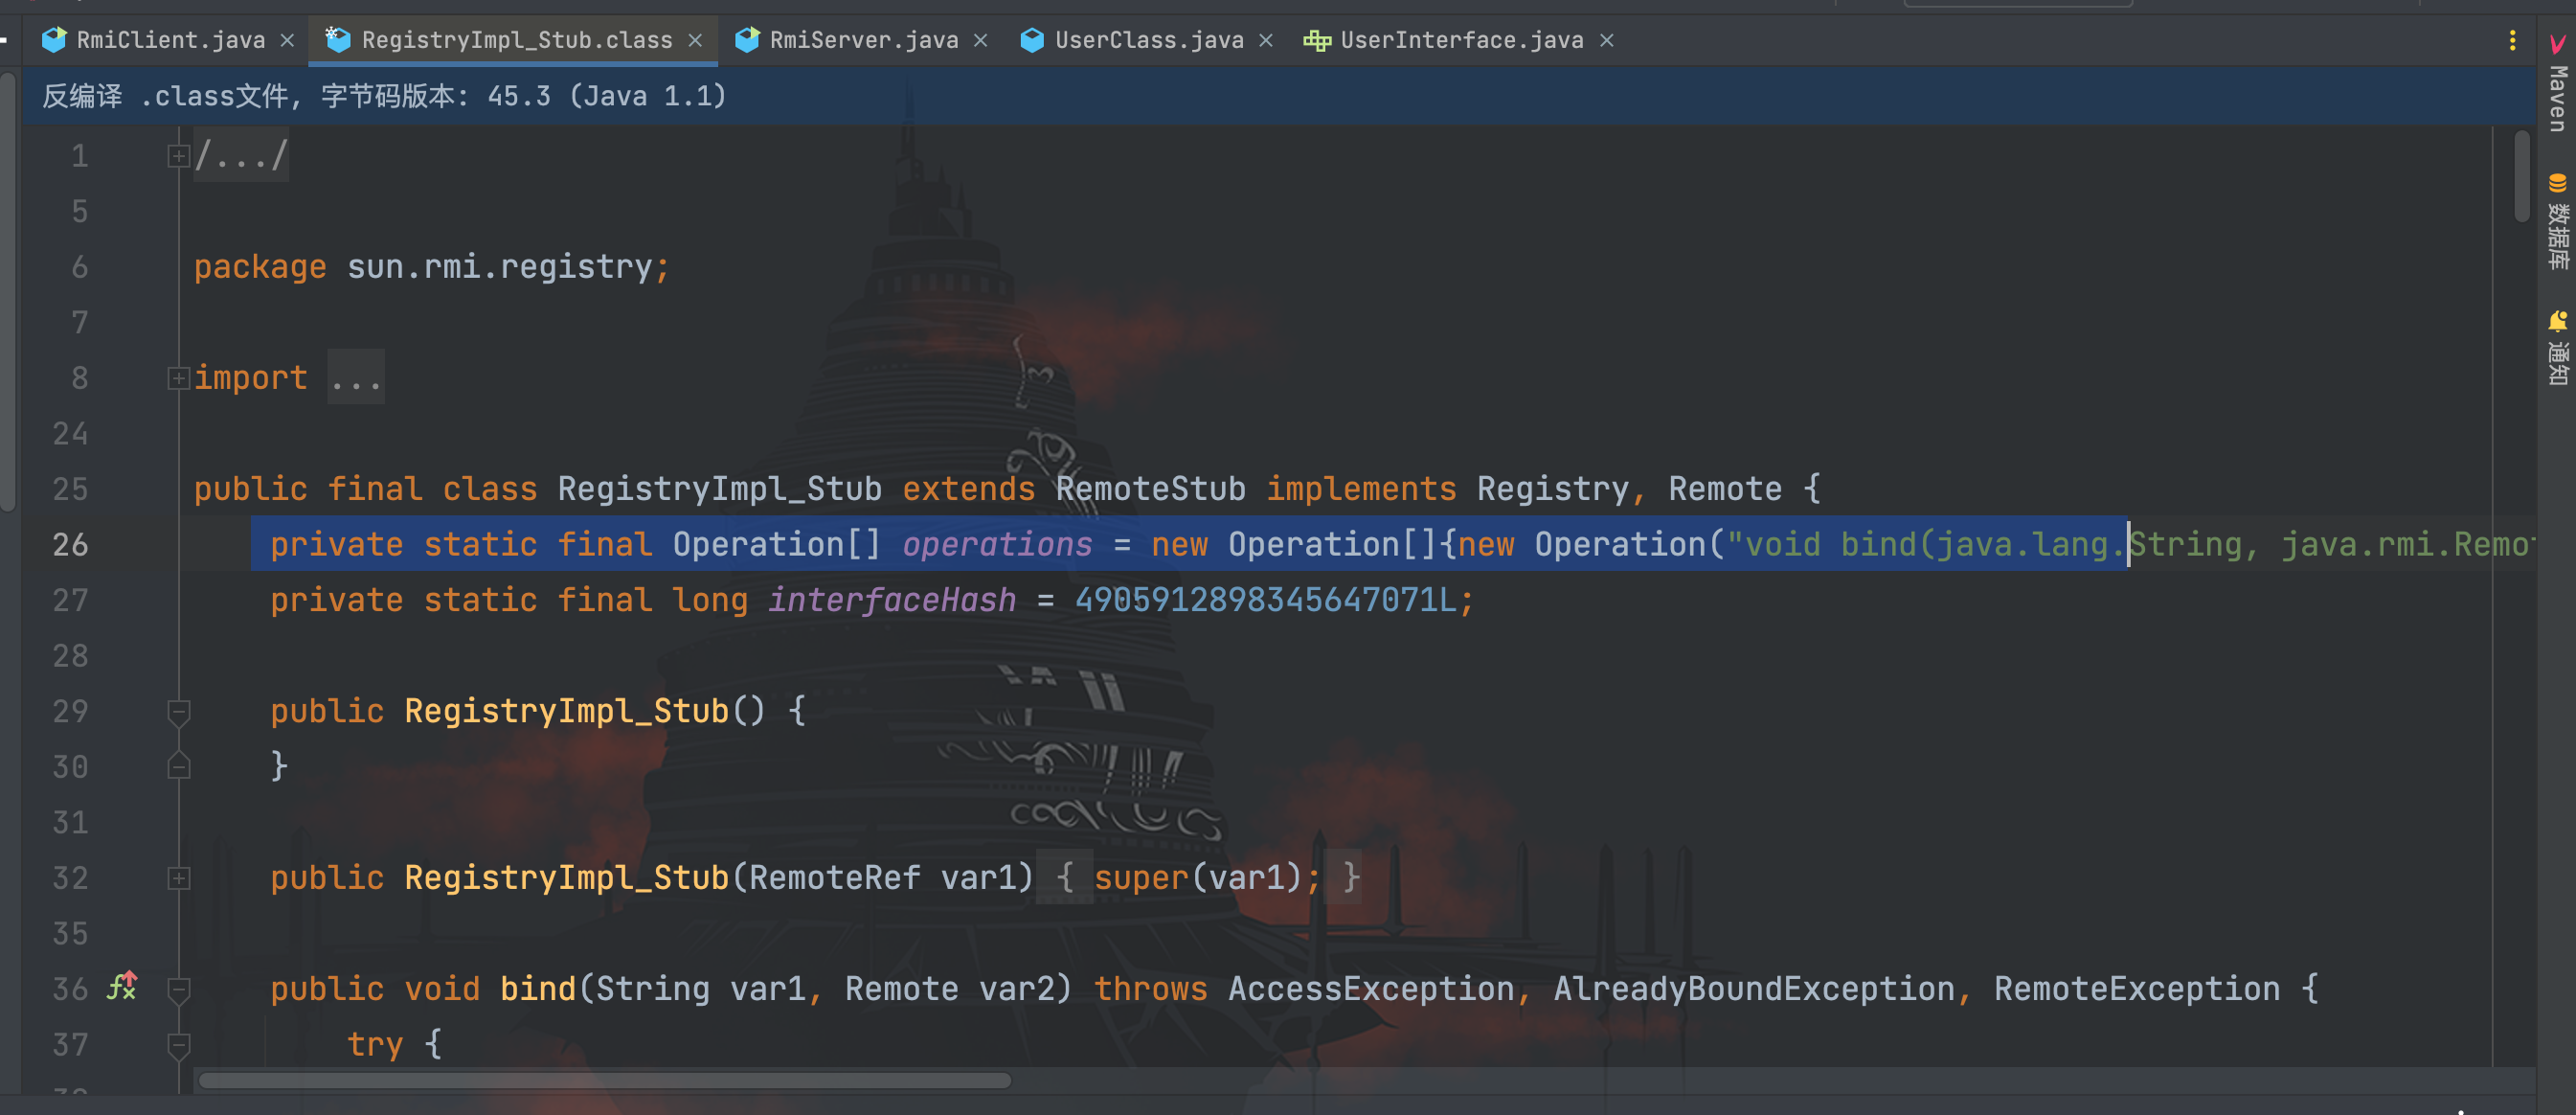 RmiClient.java RegistryImpl_Stub.class RmiServer.java UserClass.java UserInterface.java
反编译 .class文件, 字节码版本: 45.3 (Java 1.1)
1 /.../
5
6 package sun.rmi.registry;
7
8 import ...
24
25 public final class RegistryImpl_Stub extends RemoteStub implements Registry, Remote {
26 private static final Operation[] operations = new Operation[]{new Operation("void bind(java.lang.String, java.rmi.Remo
27 private static final long interfaceHash = 4905912898345647071L;
28
29 public RegistryImpl_Stub() {
30 }
31
32 public RegistryImpl_Stub(RemoteRef var1) { super(var1); }
35
36 public void bind(String var1, Remote var2) throws AccessException, AlreadyBoundException, RemoteException {
37 try {
Maven
数据库
通知